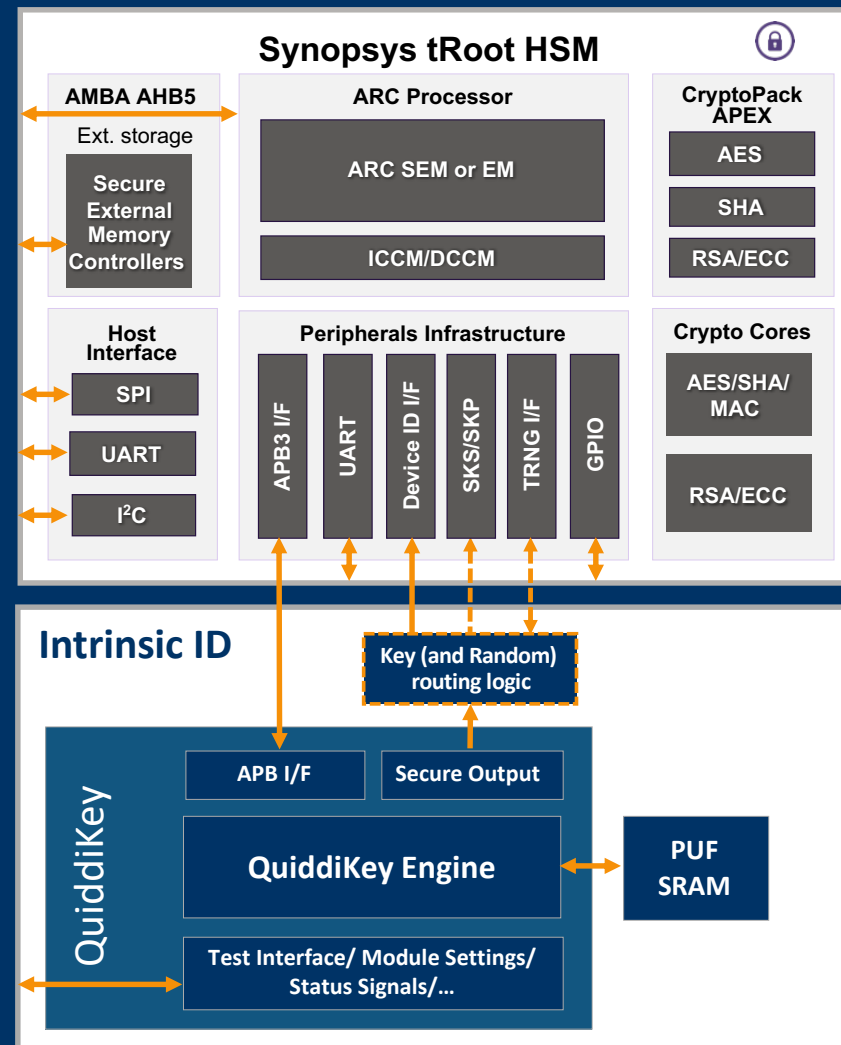 Synopsys tRoot HSM
AMBA AHB5
Ext. storage
Secure
External
Memory
Controllers
ARC Processor
ARC SEM or EM
ICCM/DCCM
CryptoPack
APEX
AES
SHA
RSA/ECC
Host
Interface
SPI
UART
I²C
Peripherals Infrastructure
APB3 I/F
UART
Device ID I/F
SKS/SKP
TRNG I/F
GPIO
Crypto Cores
AES/SHA/
MAC
RSA/ECC
Intrinsic ID
Key (and Random)
routing logic
QuiddiKey
APB I/F
Secure Output
QuiddiKey Engine
PUF
SRAM
Test Interface/ Module Settings/
Status Signals/...